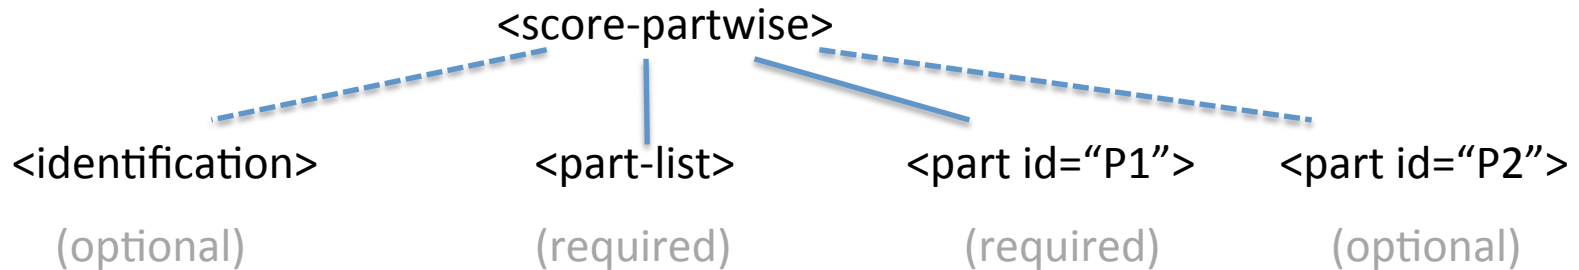 <score-partwise>
<identification> <part-list> <part id=“P1”> <part id=“P2”>
(optional) (required) (required) (optional)